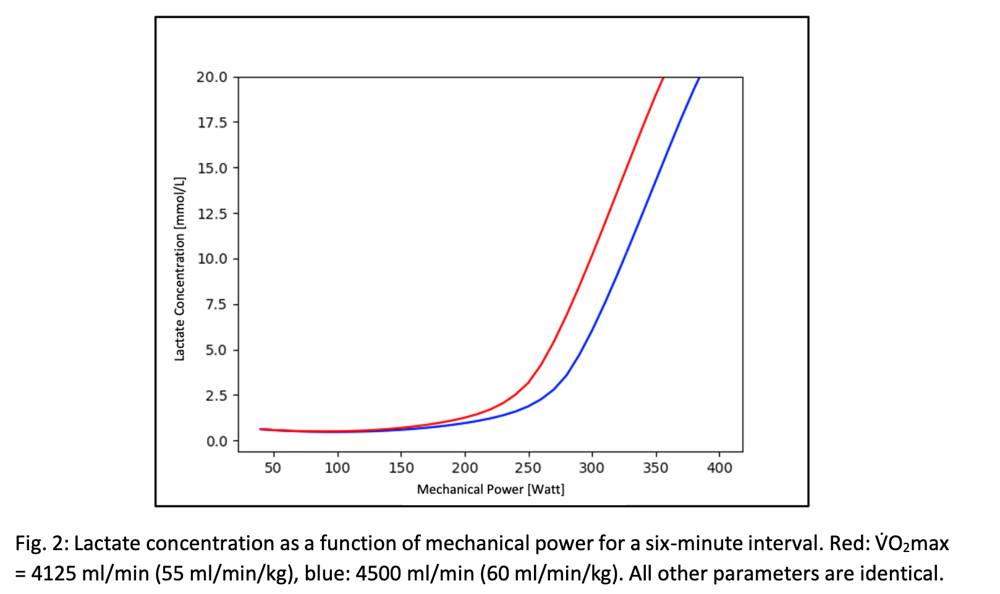 20.0
17.5
15.0
12.5
10.0
7.5
5.0
2.5
0.0
Lactate Concentration [mmol/L]
50 100 150 200 250 300 350 400
Mechanical Power [Watt]
Fig. 2: Lactate concentration as a function of mechanical power for a six-minute interval. Red: V̇O₂max
= 4125 ml/min (55 ml/min/kg), blue: 4500 ml/min (60 ml/min/kg). All other parameters are identical.